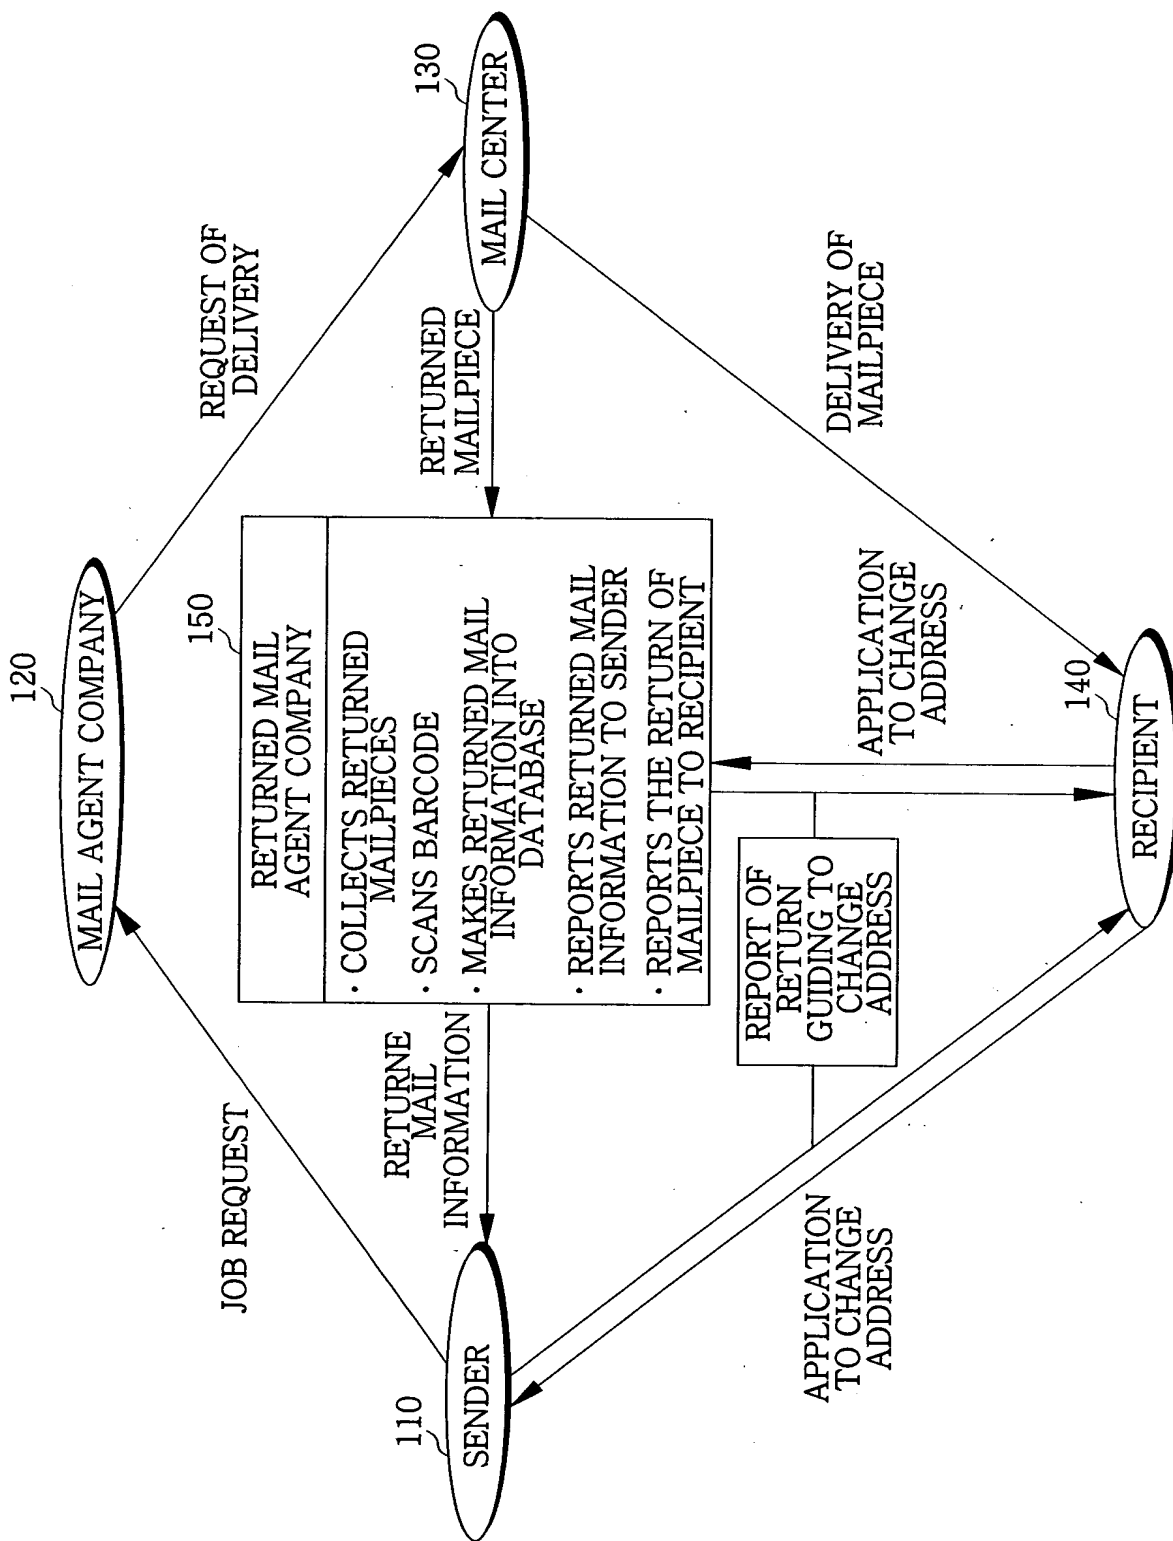 120
MAIL AGENT COMPANY
JOB REQUEST
REQUEST OF
DELIVERY
150
RETURNED MAIL
AGENT COMPANY
· COLLECTS RETURNED
MAILPIECES
· SCANS BARCODE
· MAKES RETURNED MAIL
INFORMATION INTO
DATABASE
· REPORTS RETURNED MAIL
INFORMATION TO SENDER
· REPORTS THE RETURN OF
MAILPIECE TO RECIPIENT
110
SENDER
RETURNE
MAIL
INFORMATION
RETURNED
MAILPIECE
130
MAIL CENTER
APPLICATION
TO CHANGE
ADDRESS
REPORT OF
RETURN
GUIDING TO
CHANGE
ADDRESS
APPLICATION
TO CHANGE
ADDRESS
DELIVERY OF
MAILPIECE
140
RECIPIENT